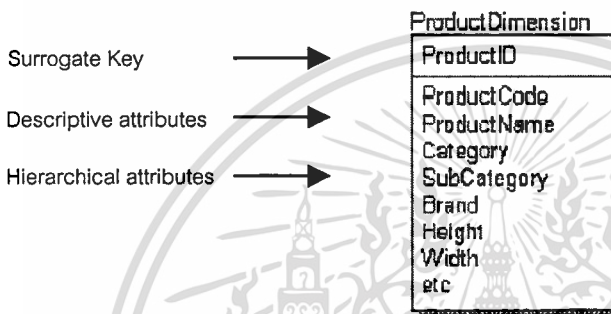 ProductDimension
Surrogate Key
ProductID
ProductCode
Descriptive attributes
ProductName
Category
Hierarchical attributes
SubCategory
Brand
Height
Width
etc